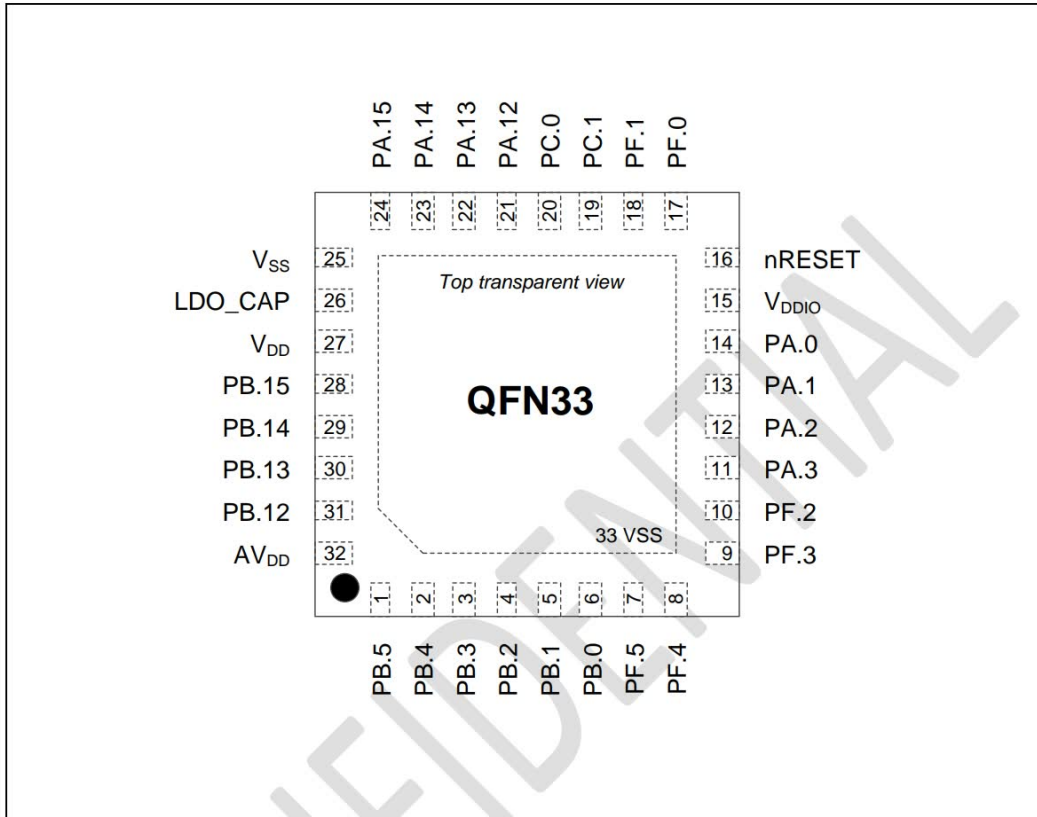 PA.15
PA.14
PA.13
PA.12
PC.0
PC.1
PF.1
PF.0
24
23
22
21
20
19
18
17
VSS 25
LDO_CAP 26
VDD 27
PB.15 28
PB.14 29
PB.13 30
PB.12 31
AVDD 32
Top transparent view
QFN33
33 VSS
16 nRESET
15 VDDIO
14 PA.0
13 PA.1
12 PA.2
11 PA.3
10 PF.2
9 PF.3
1
2
3
4
5
6
7
8
PB.5
PB.4
PB.3
PB.2
PB.1
PB.0
PF.5
PF.4